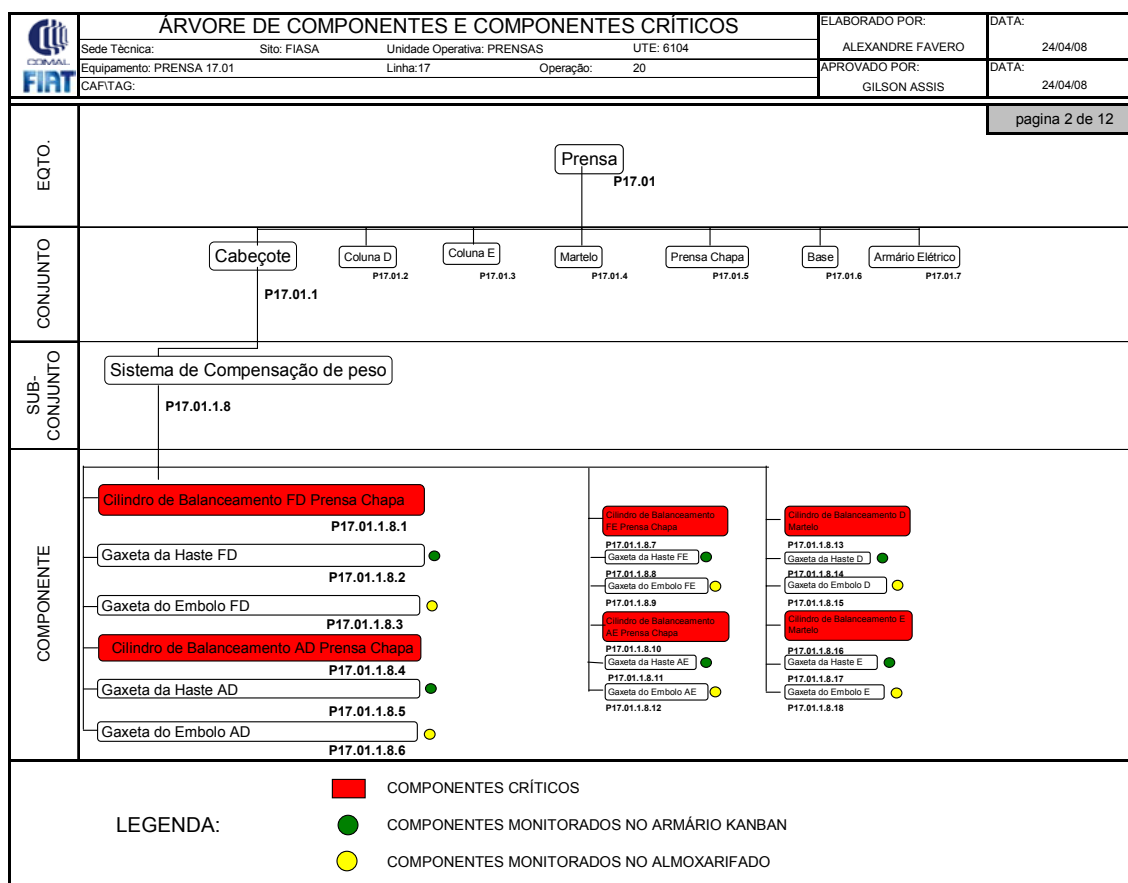 ÁRVORE DE COMPONENTES E COMPONENTES CRÍTICOS
ELABORADO POR:
DATA:
COMAU
FIAT
Sede Tècnica:
Sito: FIASA
Unidade Operativa: PRENSAS
UTE: 6104
ALEXANDRE FAVERO
24/04/08
Equipamento: PRENSA 17.01
Linha:17
Operação:
20
APROVADO POR:
DATA:
CAF\TAG:
GILSON ASSIS
24/04/08
pagina 2 de 12
EQTO.
Prensa
P17.01
CONJUNTO
Cabeçote
P17.01.1
Coluna D
P17.01.2
Coluna E
P17.01.3
Martelo
P17.01.4
Prensa Chapa
P17.01.5
Base
P17.01.6
Armário Elétrico
P17.01.7
SUB-
CONJUNTO
Sistema de Compensação de peso
P17.01.1.8
COMPONENTE
Cilindro de Balanceamento FD Prensa Chapa
P17.01.1.8.1
Gaxeta da Haste FD
P17.01.1.8.2
Gaxeta do Embolo FD
P17.01.1.8.3
Cilindro de Balanceamento AD Prensa Chapa
P17.01.1.8.4
Gaxeta da Haste AD
P17.01.1.8.5
Gaxeta do Embolo AD
P17.01.1.8.6
Cilindro de Balanceamento
FE Prensa Chapa
P17.01.1.8.7
Gaxeta da Haste FE
P17.01.1.8.8
Gaxeta do Embolo FE
P17.01.1.8.9
Cilindro de Balanceamento
AE Prensa Chapa
P17.01.1.8.10
Gaxeta da Haste AE
P17.01.1.8.11
Gaxeta do Embolo AE
P17.01.1.8.12
Cilindro de Balanceamento D
Martelo
P17.01.1.8.13
Gaxeta da Haste D
P17.01.1.8.14
Gaxeta do Embolo D
P17.01.1.8.15
Cilindro de Balanceamento E
Martelo
P17.01.1.8.16
Gaxeta da Haste E
P17.01.1.8.17
Gaxeta do Embolo E
P17.01.1.8.18
LEGENDA:
COMPONENTES CRÍTICOS
COMPONENTES MONITORADOS NO ARMÁRIO KANBAN
COMPONENTES MONITORADOS NO ALMOXARIFADO